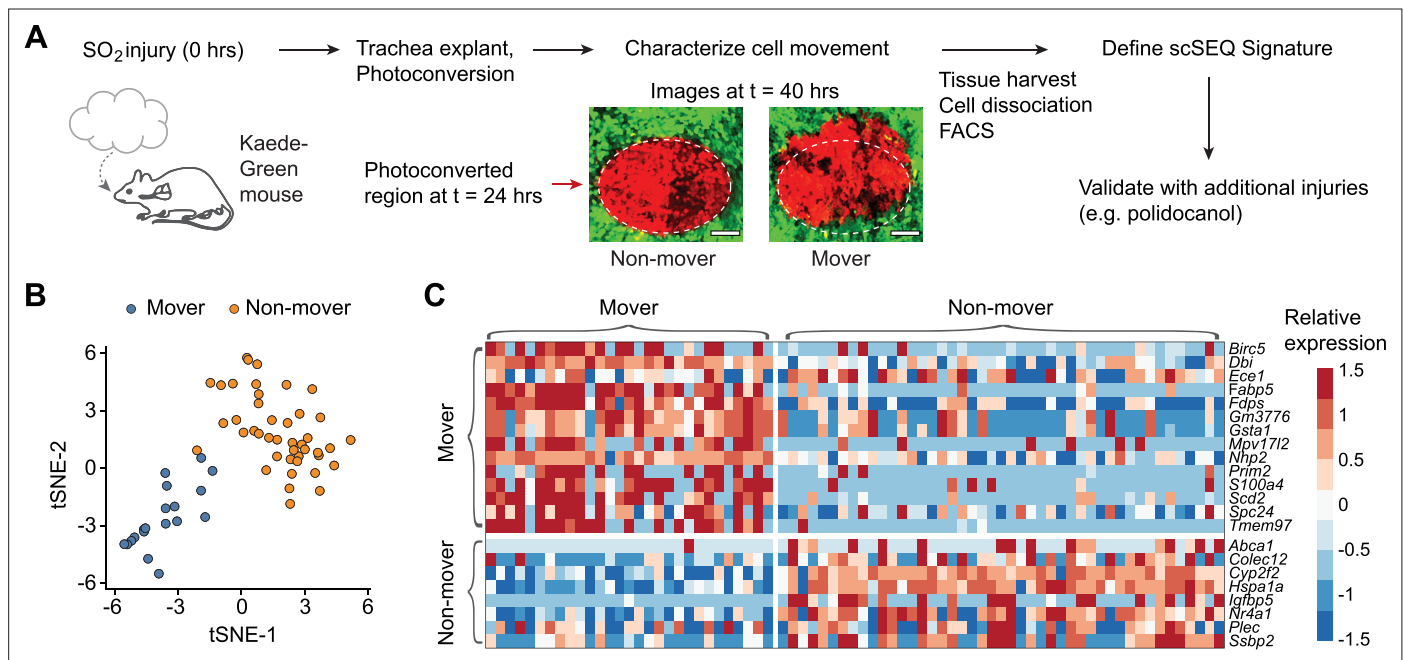 A
SO2 injury (0 hrs)
Trachea explant,
Photoconversion
Characterize cell movement
Define scSEQ Signature
Images at t = 40 hrs
Tissue harvest
Cell dissociation
FACS
Kaede-
Green
mouse
Photoconverted
region at t = 24 hrs
Validate with additional injuries
(e.g. polidocanol)
Non-mover
Mover
B
Mover
Non-mover
6
3
0
-3
-6
tSNE-2
-6
-3
0
3
6
tSNE-1
C
Mover
Non-mover
Mover
Non-mover
Birc5
Dbi
Ece1
Fabp5
Fdps
Gm3776
Gsta1
Mpv17l2
Nhp2
Prim2
S100a4
Scd2
Spc24
Tmem97
Abca1
Colec12
Cyp2f2
Hspa1a
Igfbp5
Nr4a1
Plec
Ssbp2
Relative
expression
1.5
1
0.5
0
-0.5
-1
-1.5